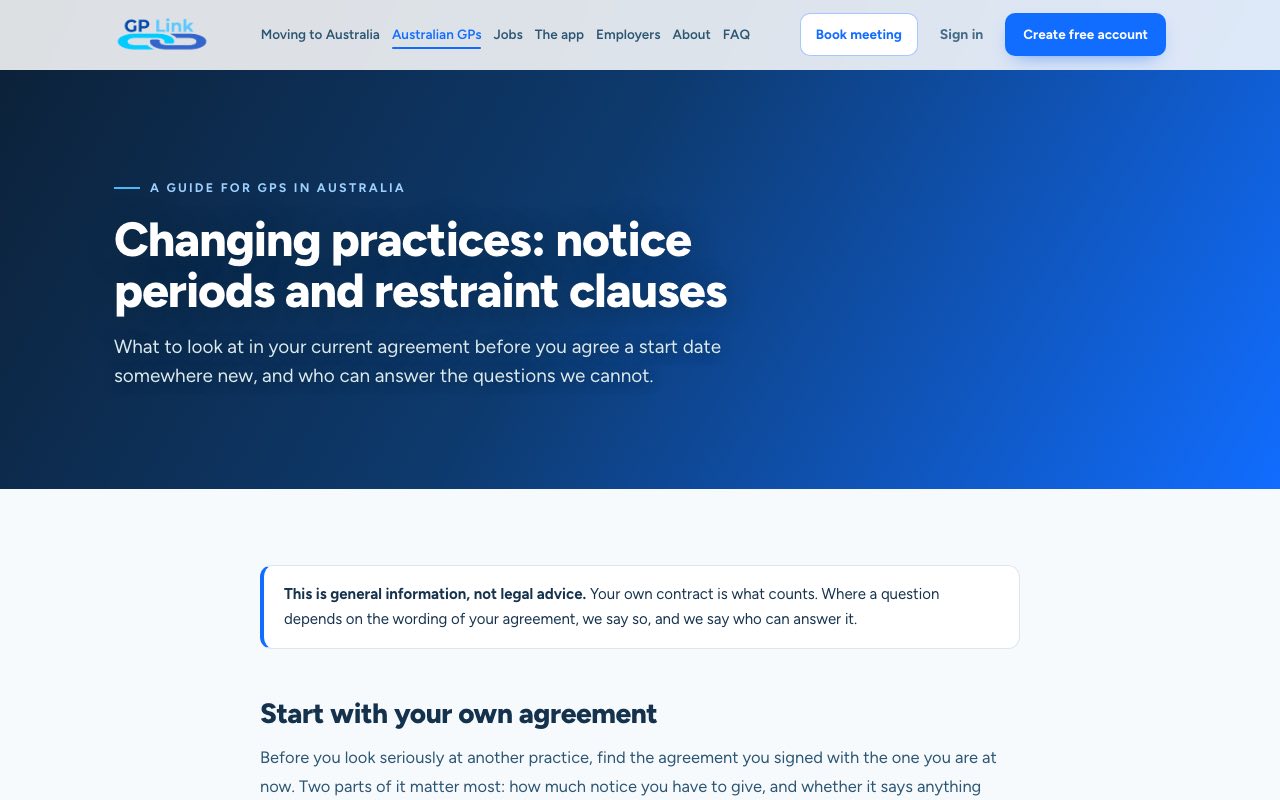 GP Link
Moving to Australia
Australian GPs
Jobs
The app
Employers
About
FAQ
Book meeting
Sign in
Create free account
A GUIDE FOR GPS IN AUSTRALIA
Changing practices: notice
periods and restraint clauses
What to look at in your current agreement before you agree a start date
somewhere new, and who can answer the questions we cannot.
This is general information, not legal advice. Your own contract is what counts. Where a question
depends on the wording of your agreement, we say so, and we say who can answer it.
Start with your own agreement
Before you look seriously at another practice, find the agreement you signed with the one you are at
now. Two parts of it matter most: how much notice you have to give, and whether it says anything